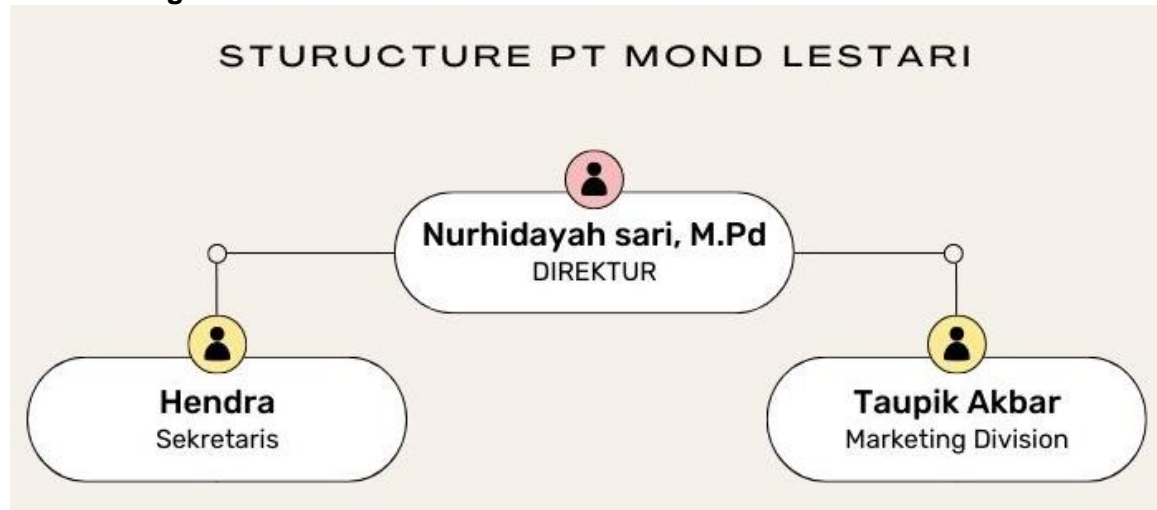 STURUCTURE PT MOND LESTARI
Nurhidayah sari, M.Pd
DIREKTUR
Hendra
Sekretaris
Taupik Akbar
Marketing Division